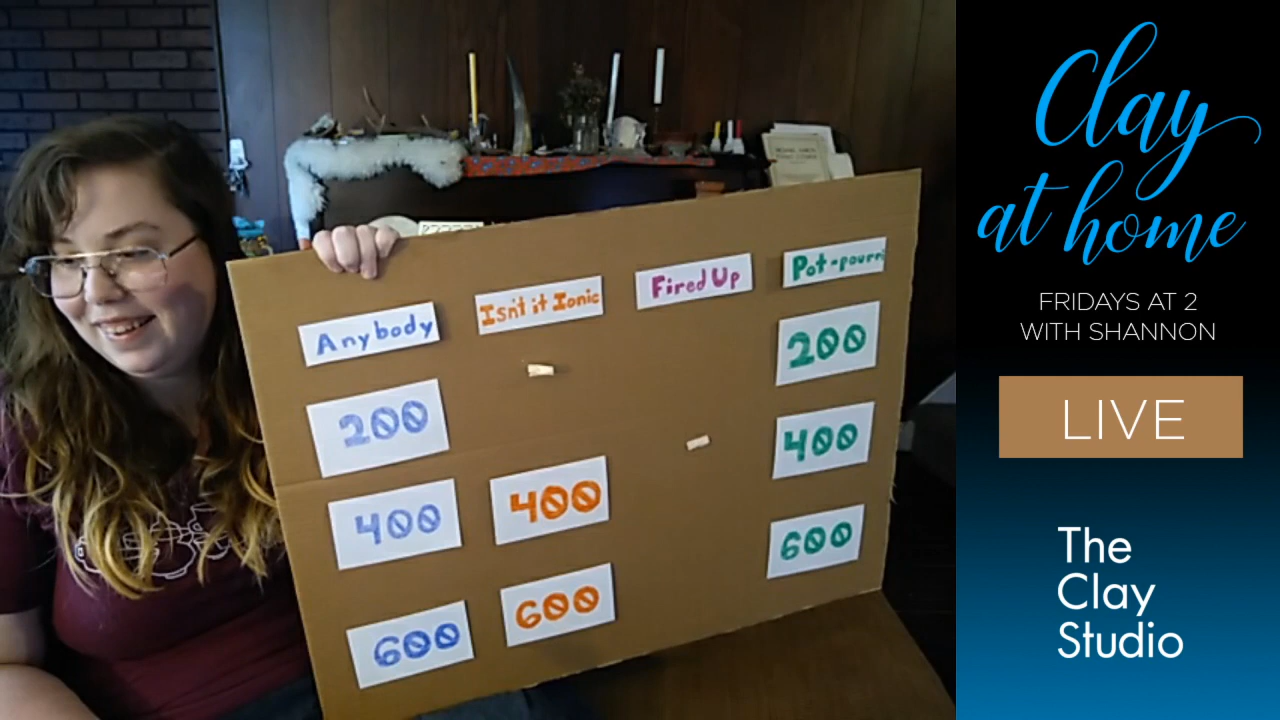 Anybody
Isn't it Ionic
Fired Up
Pot-pourri
200
200
400
400
400
600
600
600
Clay
at home
FRIDAYS AT 2
WITH SHANNON
LIVE
The
Clay
Studio